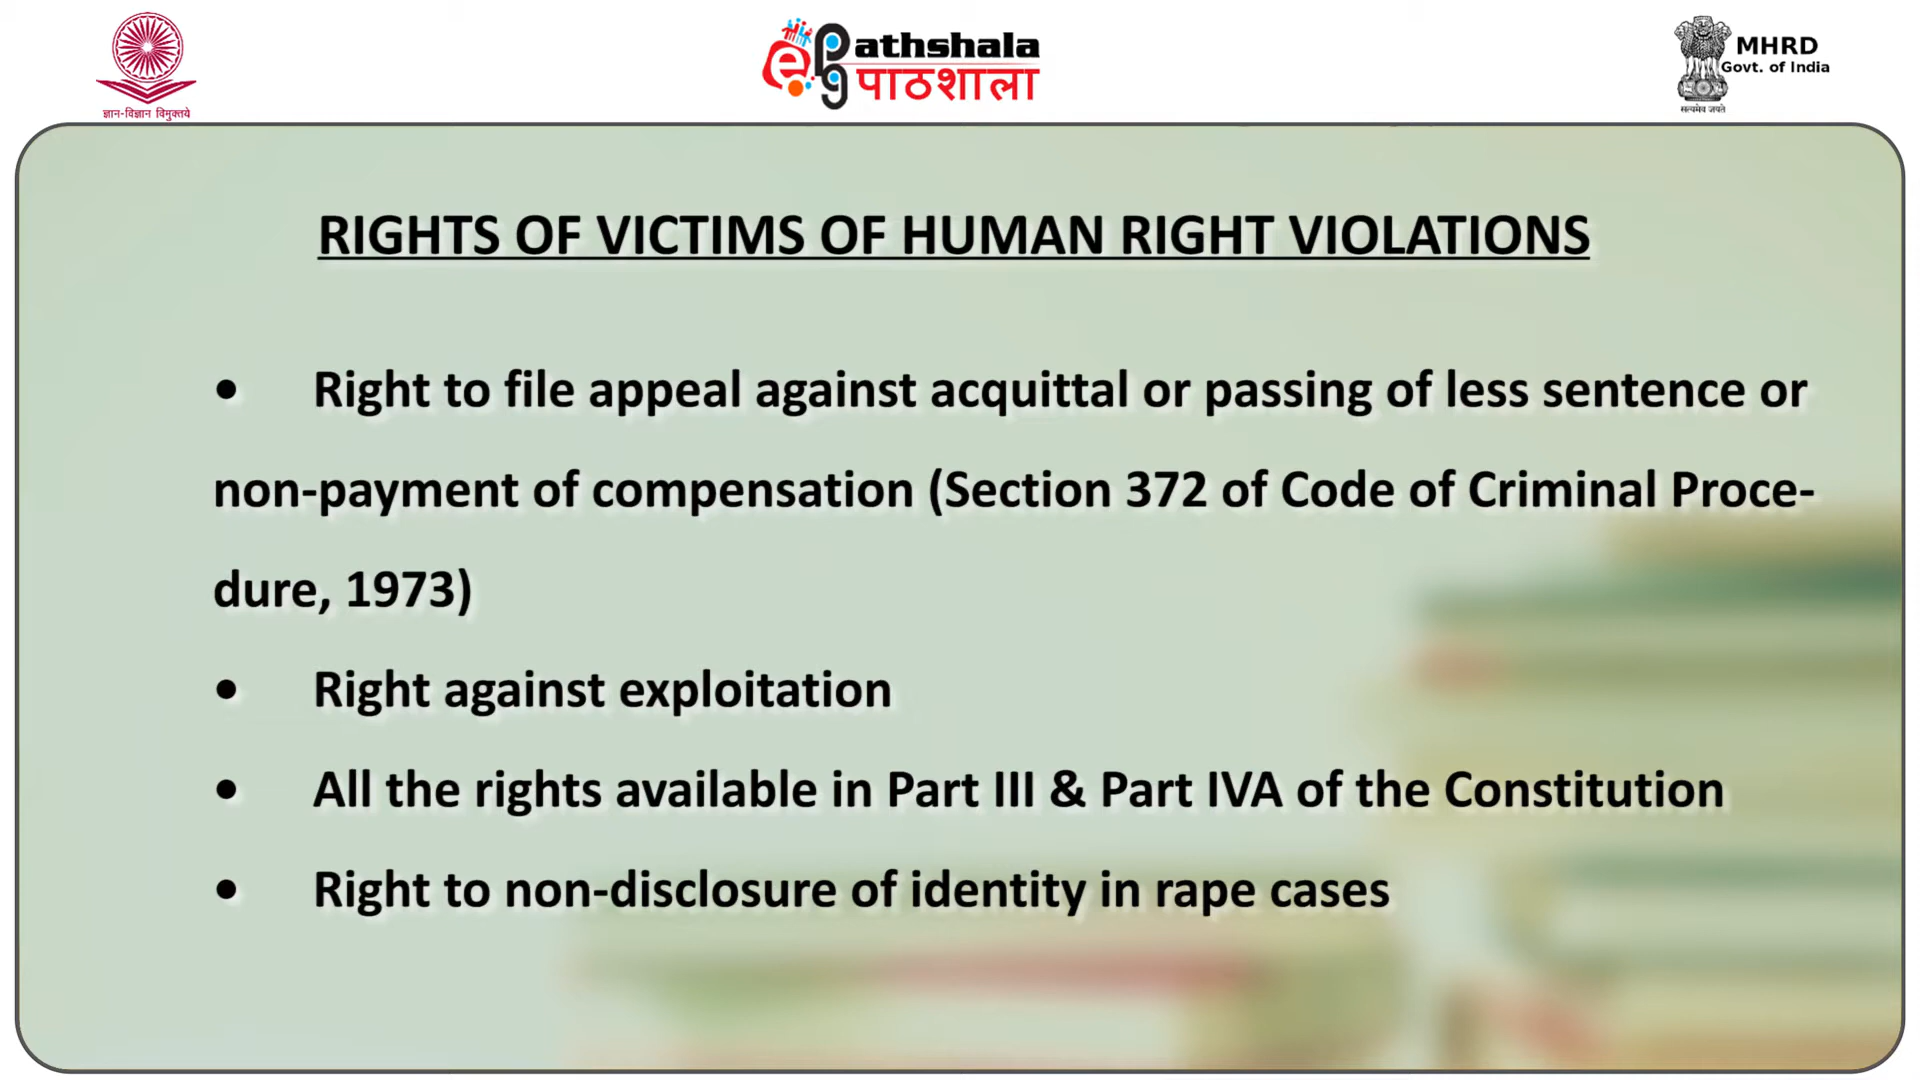 ज्ञान-विज्ञान विमुक्तये
ePg Pathshala
पाठशाला
MHRD
Govt. of India
सत्यमेव जयते
RIGHTS OF VICTIMS OF HUMAN RIGHT VIOLATIONS
• Right to file appeal against acquittal or passing of less sentence or
non-payment of compensation (Section 372 of Code of Criminal Proce-
dure, 1973)
• Right against exploitation
• All the rights available in Part III & Part IVA of the Constitution
• Right to non-disclosure of identity in rape cases